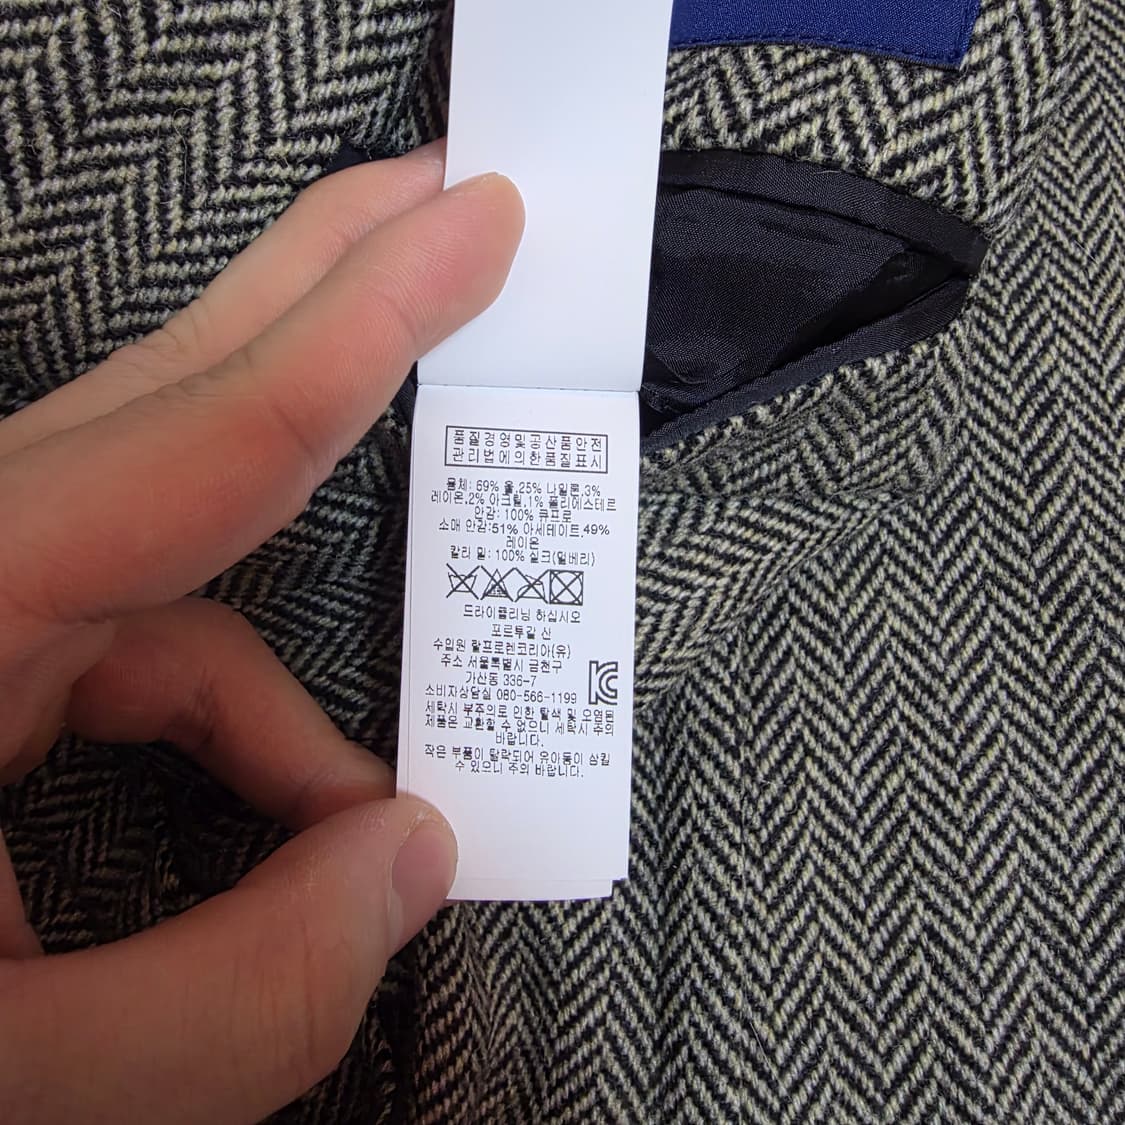 품질경영및공산품안전
관리법에의한품질표시
몸체: 69% 울,25% 나일론,3%
레이온,2% 아크릴,1% 폴리에스테르
안감: 100% 큐프로
소매 안감:51% 아세테이트,49%
레이온
칼라 밑: 100% 실크(멀베리)
드라이클리닝 하십시오
포르투갈 산
수입원 랄프로렌코리아(유)
주소 서울특별시 금천구
가산동 336-7
소비자상담실 080-566-1199
세탁시 부주의로 인한 탈색 및 오염된
제품은 교환할 수 없으니 세탁시 주의
바랍니다.
작은 부품이 탈락되어 유아동이 삼킬
수 있으니 주의 바랍니다.